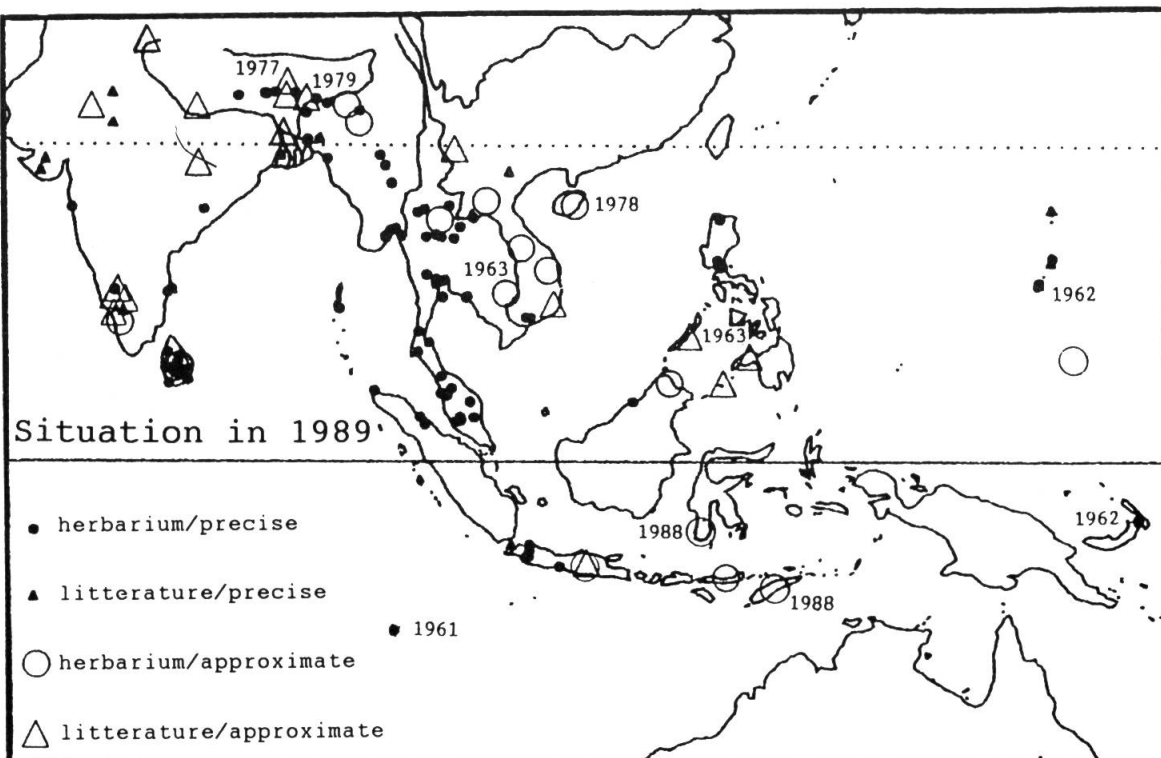 1977
1979
1978
1963
1962
1963
Situation in 1989
herbarium/precise
1988
1962
litterature/precise
1988
1961
herbarium/approximate
litterature/approximate